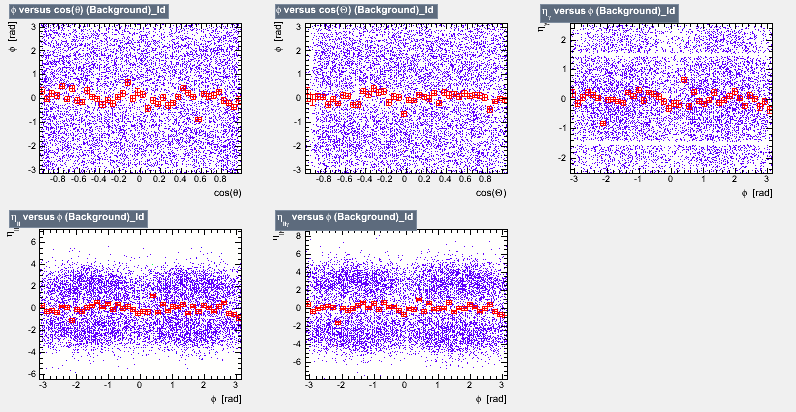 φ versus cos(θ) (Background)_Id
φ [rad]
3
2
1
0
-1
-2
-3
-0.8 -0.6 -0.4 -0.2 0 0.2 0.4 0.6 0.8
cos(θ)
φ versus cos(Θ) (Background)_Id
φ [rad]
3
2
1
0
-1
-2
-3
-0.8 -0.6 -0.4 -0.2 0 0.2 0.4 0.6 0.8
cos(Θ)
ηγ versus φ (Background)_Id
ηγ
2
1
0
-1
-2
-3 -2 -1 0 1 2 3
φ [rad]
ηll versus φ (Background)_Id
ηll
6
4
2
0
-2
-4
-6
-3 -2 -1 0 1 2 3
φ [rad]
ηllγ versus φ (Background)_Id
8
6
4
2
0
-2
-4
-6
-3 -2 -1 0 1 2 3
φ [rad]